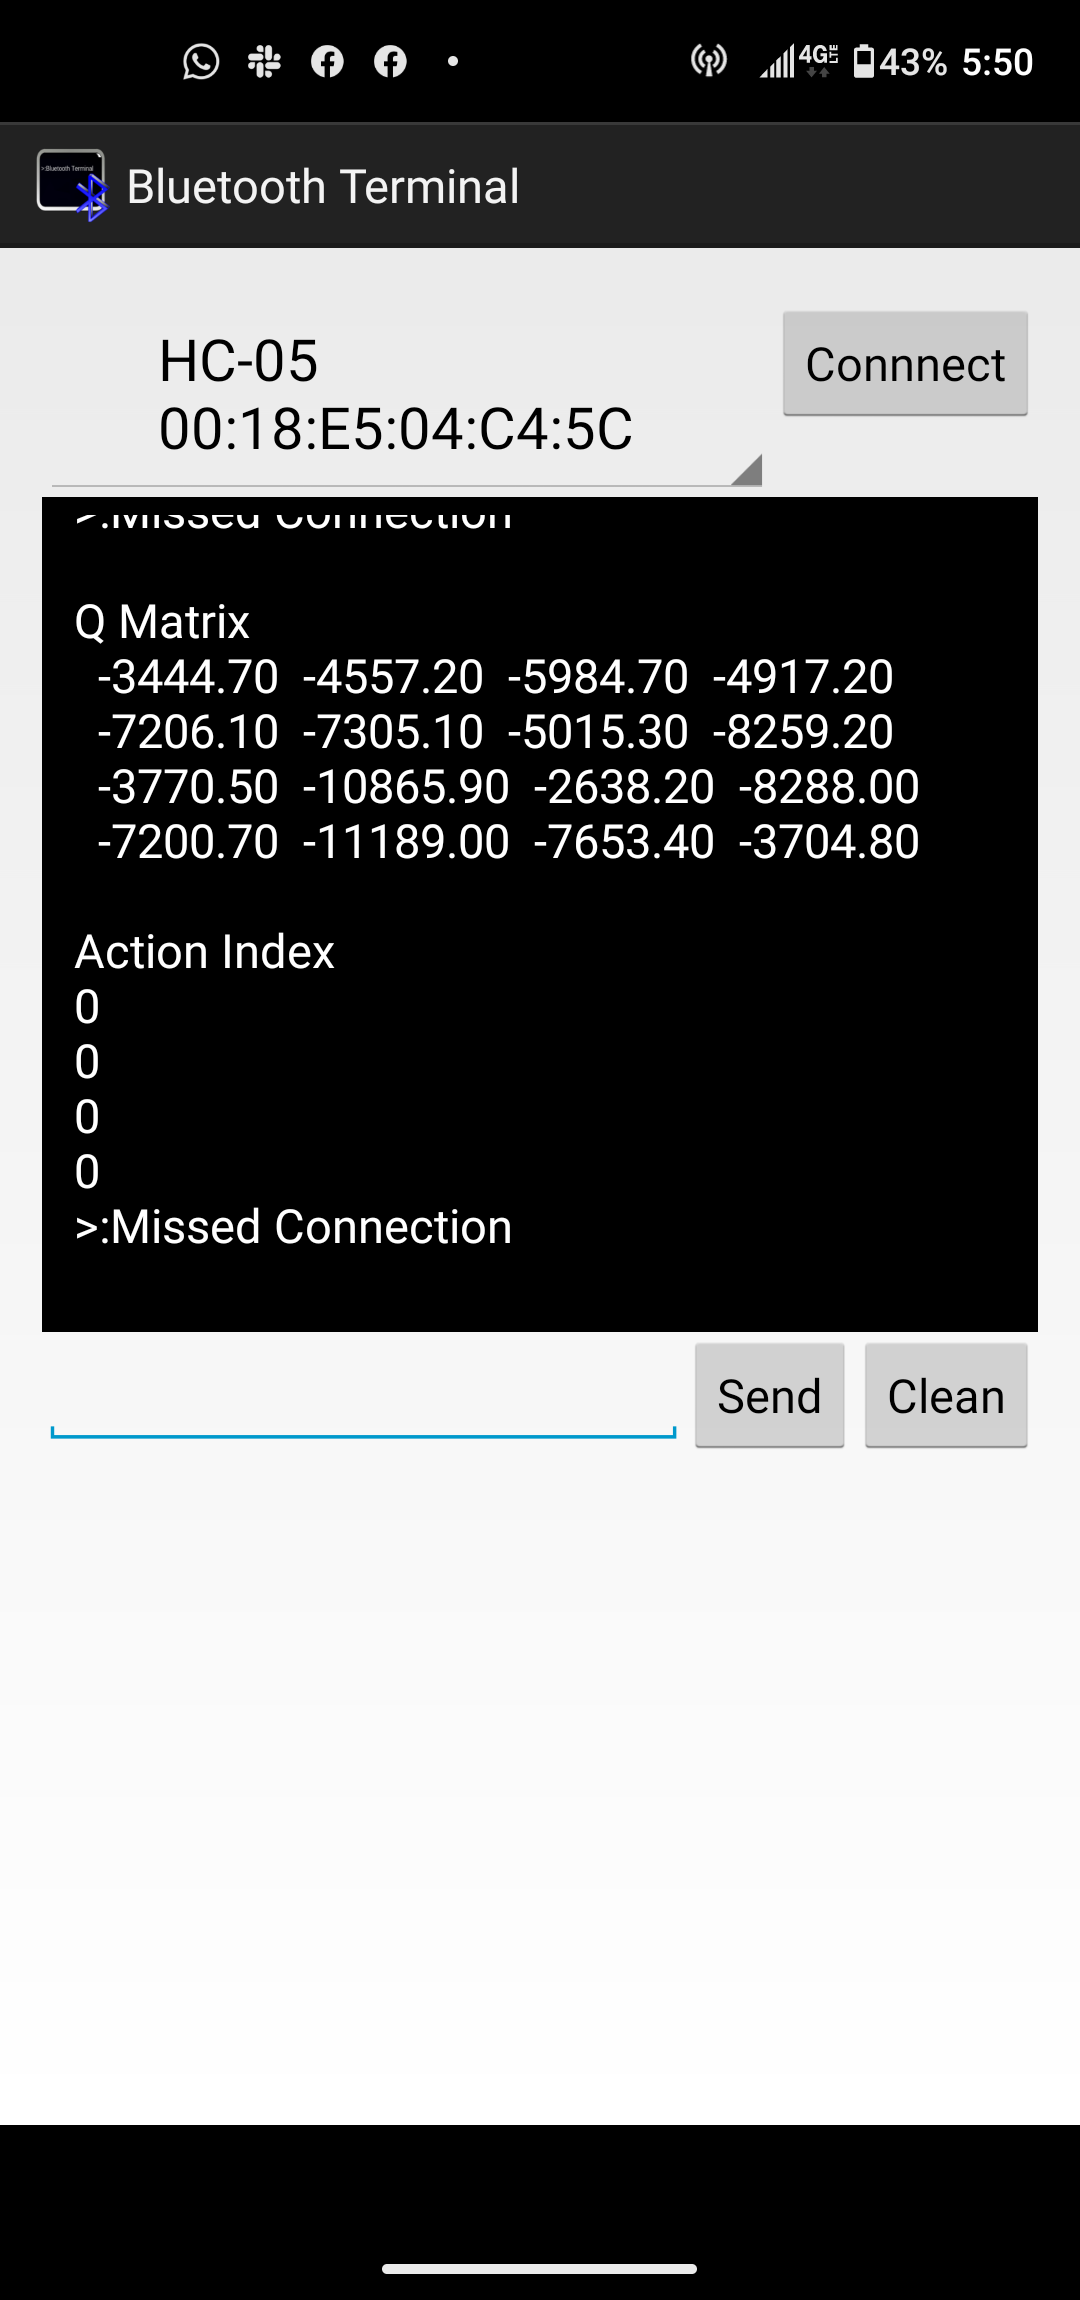 4G LTE 43% 5:50
>:Bluetooth Terminal
Bluetooth Terminal
HC-05
00:18:E5:04:C4:5C
Connnect
>:Missed Connection
Q Matrix
-3444.70 -4557.20 -5984.70 -4917.20
-7206.10 -7305.10 -5015.30 -8259.20
-3770.50 -10865.90 -2638.20 -8288.00
-7200.70 -11189.00 -7653.40 -3704.80
Action Index
0
0
0
0
>:Missed Connection
Send Clean